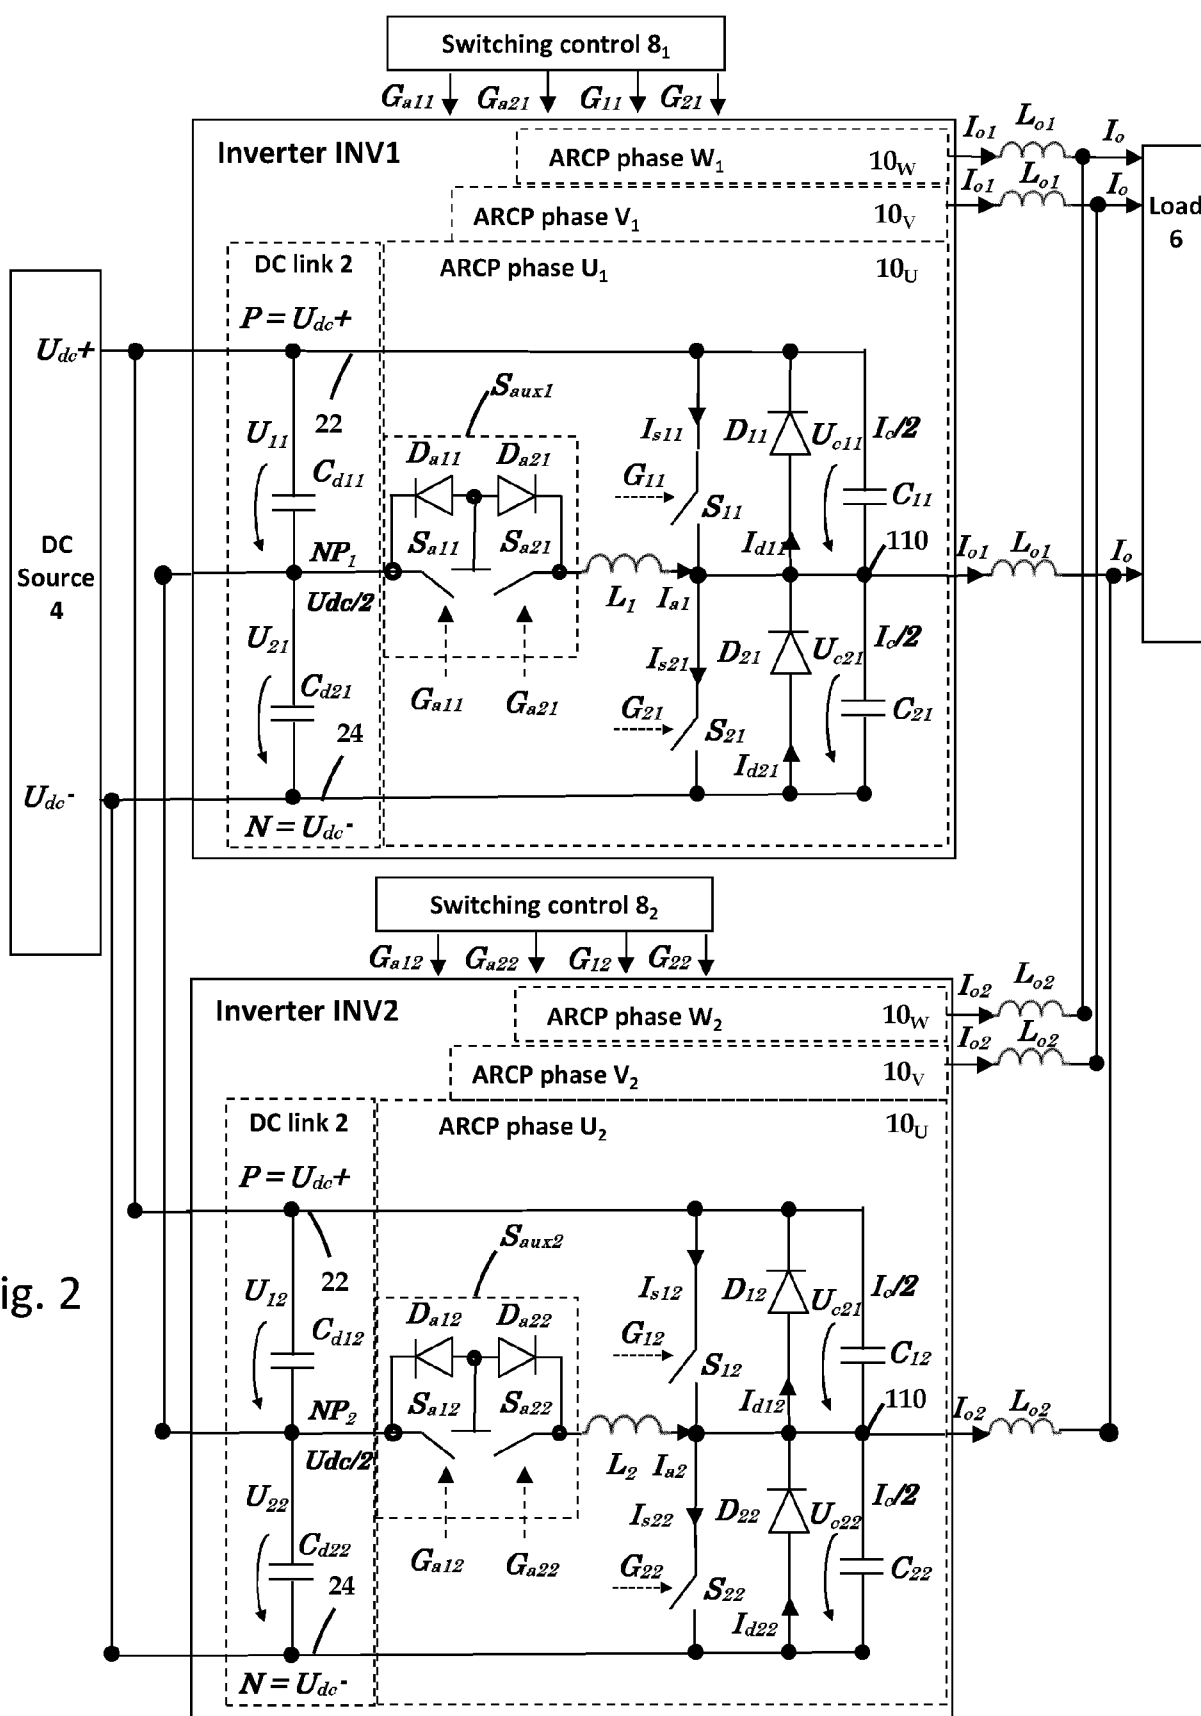 Switching control 8₁
Gₐ₁₁ Gₐ₂₁ G₁₁ G₂₁
Inverter INV1
ARCP phase W₁ 10W
Iₒ₁ Lₒ₁ Iₒ
ARCP phase V₁ 10V
Iₒ₁ Lₒ₁ Iₒ
Load
6
DC link 2
ARCP phase U₁ 10U
P = Udc+
Udc+
22
Saux1
U₁₁
Cd11
Da11 Da21
Is11
D₁₁
Uc11
Ic/2
G₁₁
S₁₁
C₁₁
DC
Source
4
NP₁
Sa11 Sa21
Id11
110
Iₒ₁ Lₒ₁ Iₒ
Udc/2
L₁ Ia1
U₂₁
Cd21
Ga11 Ga21
Is21
D₂₁
Uc21
Ic/2
G₂₁
S₂₁
C₂₁
24
Id21
Udc-
N = Udc-
Switching control 8₂
Ga12 Ga22 G₁₂ G₂₂
Inverter INV2
ARCP phase W₂ 10W
Io2 Lo2
ARCP phase V₂ 10V
Io2 Lo2
DC link 2
ARCP phase U₂ 10U
P = Udc+
22
Saux2
ig. 2
U₁₂
Cd12
Da12 Da22
Is12
D₁₂
Uc21
Ic/2
G₁₂
S₁₂
C₁₂
NP₂
Sa12 Sa22
Id12
110
Io2 Lo2
Udc/2
L₂ Ia2
U₂₂
Cd22
Ga12 Ga22
Is22
D₂₂
Uc22
Ic/2
G₂₂
S₂₂
C₂₂
24
Id22
N = Udc-